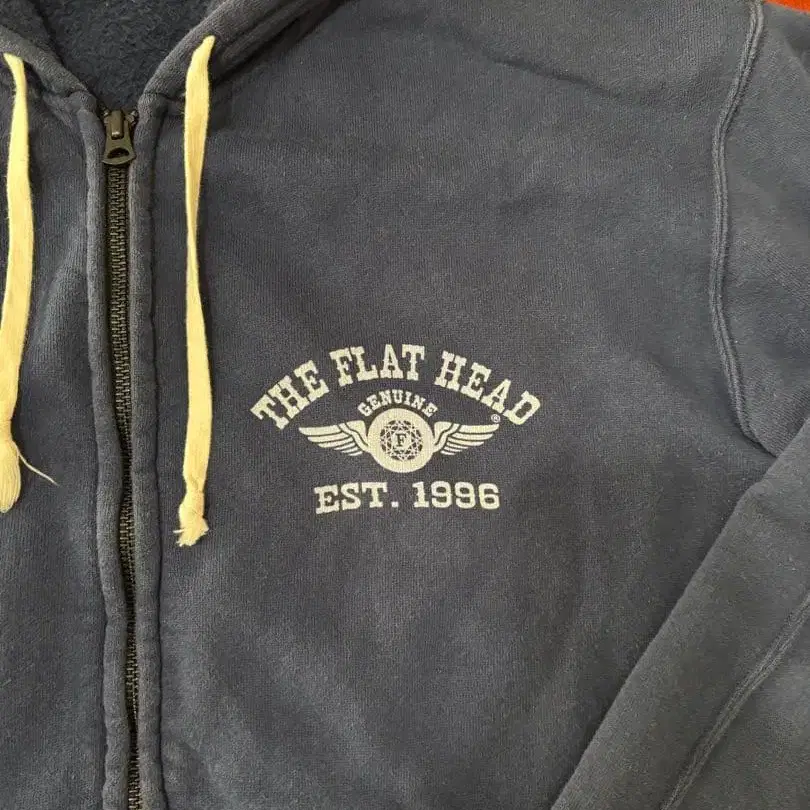 THE FLAT HEAD
GENUINE
®
F
EST. 1996